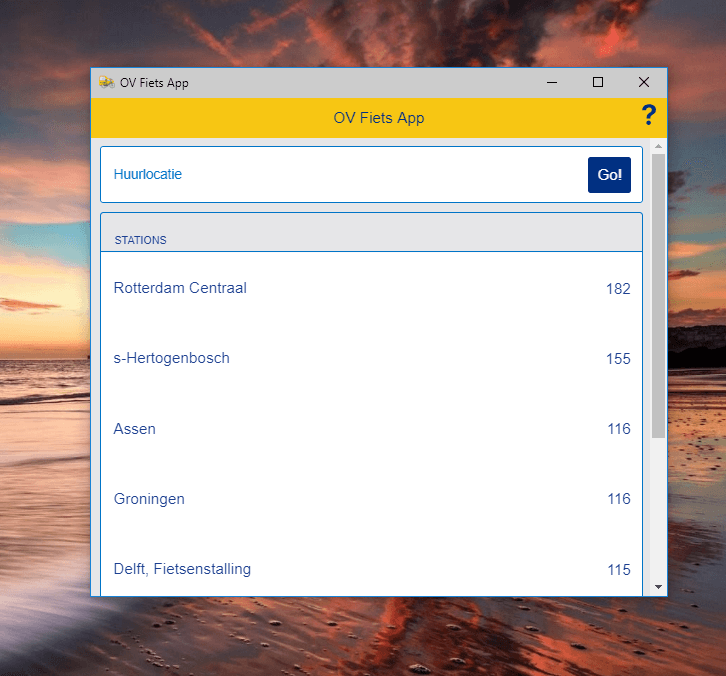 OV Fiets App
OV Fiets App ?
Huurlocatie Go!
STATIONS
Rotterdam Centraal 182
s-Hertogenbosch 155
Assen 116
Groningen 116
Delft, Fietsenstalling 115